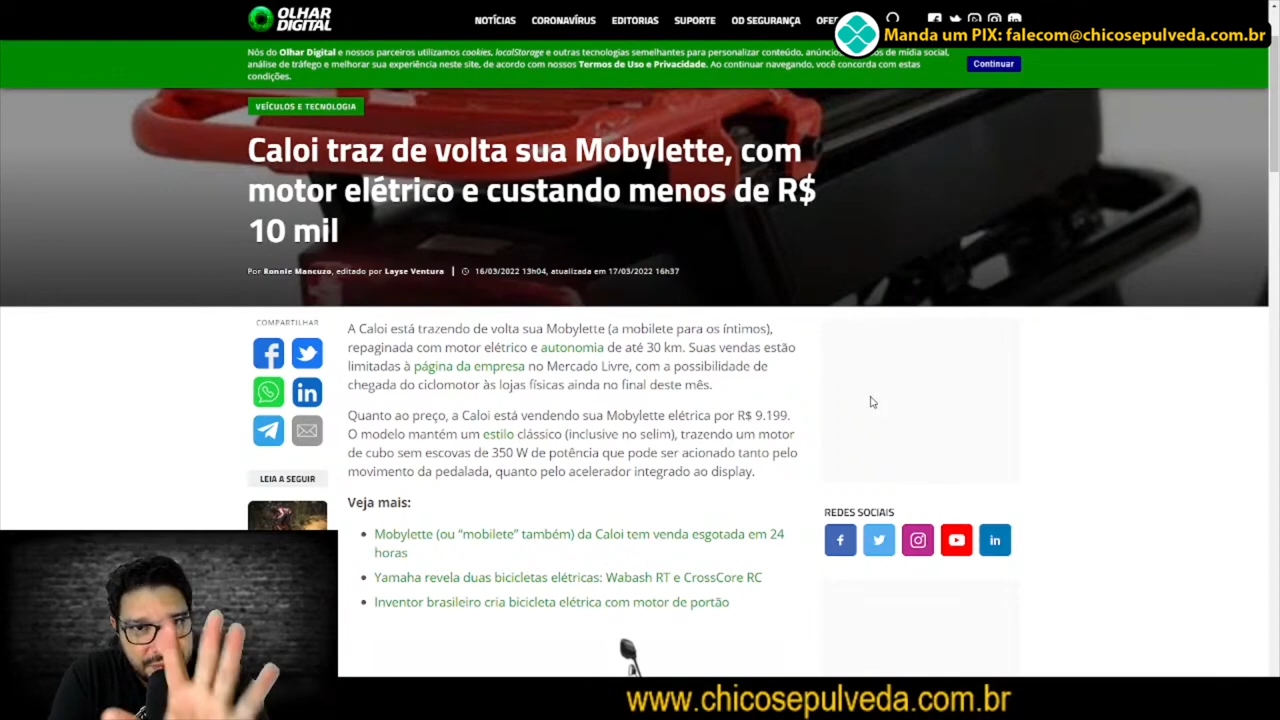 OLHAR
DIGITAL
NOTÍCIAS CORONAVÍRUS EDITORIAS SUPORTE OD SEGURANÇA
Manda um PIX: falecom@chicosepulveda.com.br
Nós do Olhar Digital e nossos parceiros utilizamos cookies, localStorage e outras tecnologias semelhantes para personalizar conteúdo, de mídia social,
análise de tráfego e melhorar sua experiência neste site, de acordo com nossos Termos de Uso e Privacidade. Ao continuar navegando, você concorda com estas
condições.
Continuar
VEÍCULOS E TECNOLOGIA
Caloi traz de volta sua Mobylette, com
motor elétrico e custando menos de R$
10 mil
Por Ronnie Mancuzo, editado por Layse Ventura | 16/03/2022 13h04, atualizada em 17/03/2022 16h37
COMPARTILHAR
A Caloi está trazendo de volta sua Mobylette (a mobilete para os íntimos),
repaginada com motor elétrico e autonomia de até 30 km. Suas vendas estão
limitadas à página da empresa no Mercado Livre, com a possibilidade de
chegada do ciclomotor às lojas físicas ainda no final deste mês.
Quanto ao preço, a Caloi está vendendo sua Mobylette elétrica por R$ 9.199.
O modelo mantém um estilo clássico (inclusive no selim), trazendo um motor
de cubo sem escovas de 350 W de potência que pode ser acionado tanto pelo
movimento da pedalada, quanto pelo acelerador integrado ao display.
LEIA A SEGUIR
Veja mais:
Mobylette (ou “mobilete” também) da Caloi tem venda esgotada em 24
horas
Yamaha revela duas bicicletas elétricas: Wabash RT e CrossCore RC
Inventor brasileiro cria bicicleta elétrica com motor de portão
REDES SOCIAIS
www.chicosepulveda.com.br